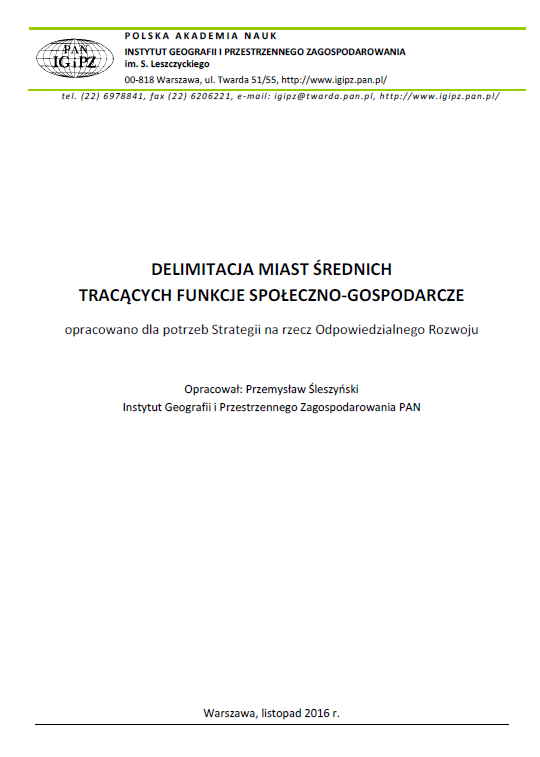 PAN
IGiPZ
POLSKA AKADEMIA NAUK
INSTYTUT GEOGRAFII I PRZESTRZENNEGO ZAGOSPODAROWANIA
im. S. Leszczyckiego
00-818 Warszawa, ul. Twarda 51/55, http://www.igipz.pan.pl/
tel. (22) 6978841, fax (22) 6206221, e-mail: igipz@twarda.pan.pl, http://www.igipz.pan.pl/
DELIMITACJA MIAST ŚREDNICH
TRACĄCYCH FUNKCJE SPOŁECZNO-GOSPODARCZE
opracowano dla potrzeb Strategii na rzecz Odpowiedzialnego Rozwoju
Opracował: Przemysław Śleszyński
Instytut Geografii i Przestrzennego Zagospodarowania PAN
Warszawa, listopad 2016 r.